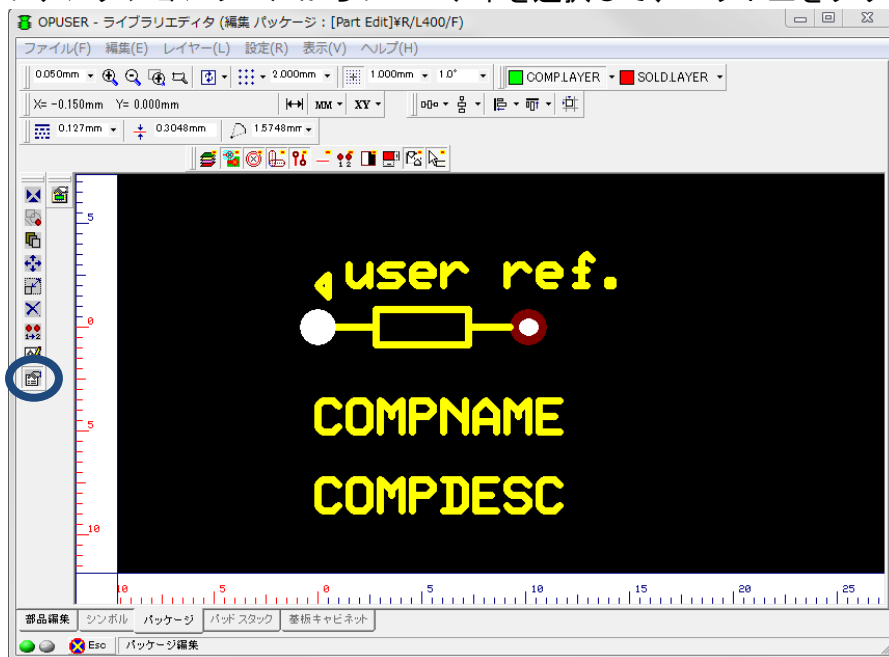 OPUSER - ライブラリエディタ (編集 パッケージ : [Part Edit]¥R/L400/F)
ファイル(F) 編集(E) レイヤー(L) 設定(R) 表示(V) ヘルプ(H)
0.050mm 2.000mm 1.000mm 1.0° COMP.LAYER SOLD.LAYER
X= -0.150mm Y= 0.000mm MM XY
0.127mm 0.3048mm 1.5748mm
5
user ref.
0
COMPNAME
5
COMPDESC
10
10 5 0 5 10 15 20 25
部品編集 シンボル パッケージ パッド スタック 基板キャビネット
Esc パッケージ編集